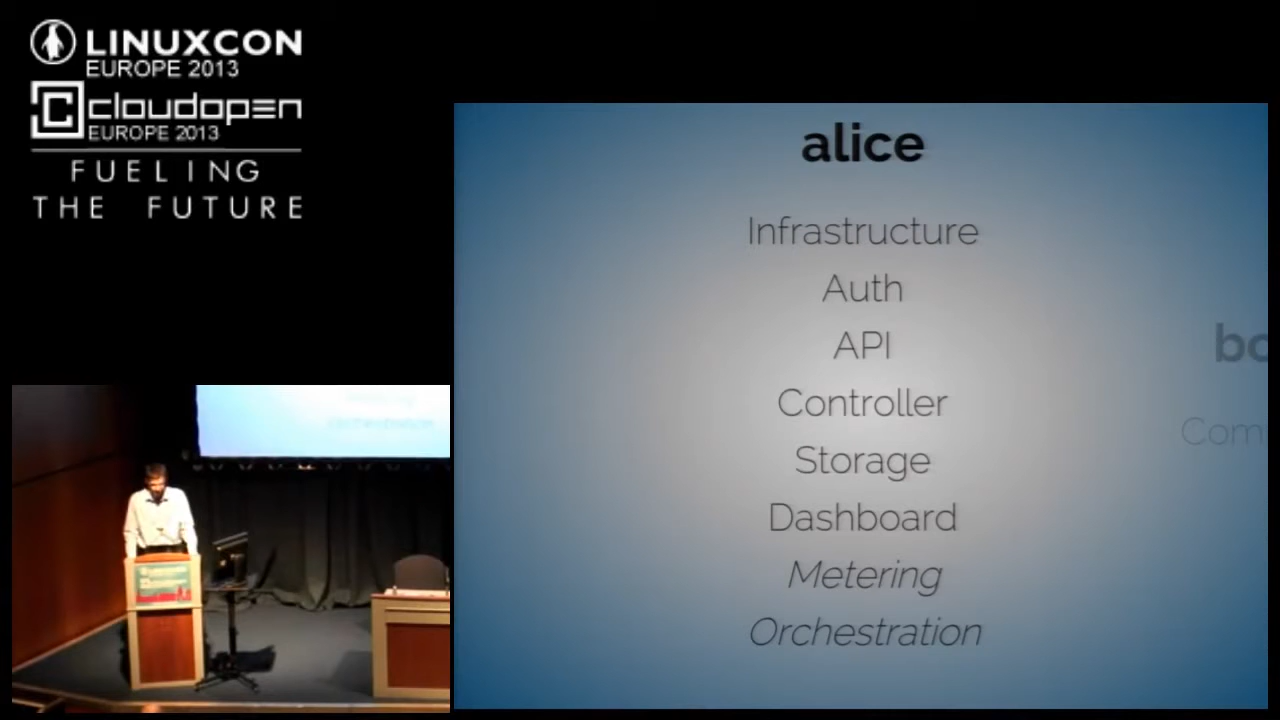 LINUXCON
EUROPE 2013
cloudopen
EUROPE 2013
FUELING
THE FUTURE
alice
Infrastructure
Auth
API
Controller
Storage
Dashboard
Metering
Orchestration